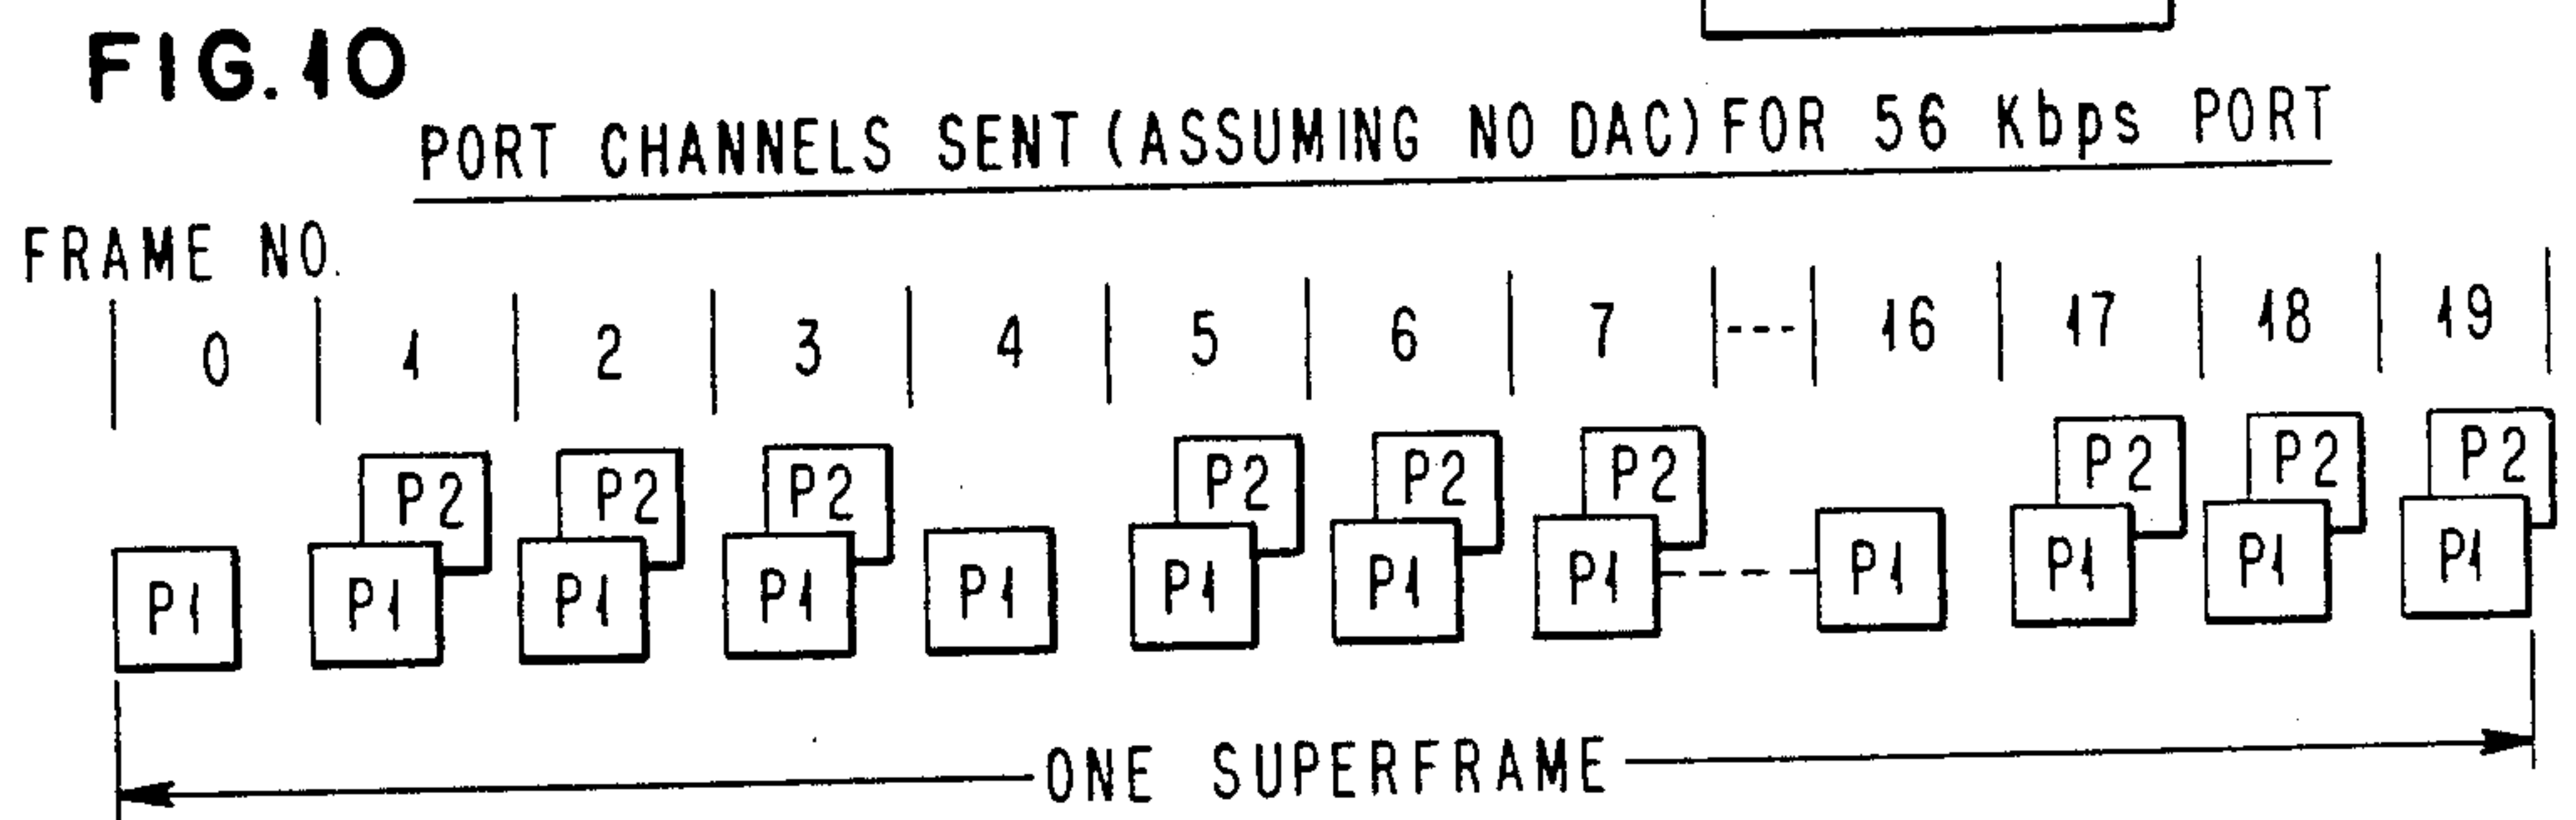 FIG.10
PORT CHANNELS SENT (ASSUMING NO DAC) FOR 56 Kbps PORT
FRAME NO.
0 1 2 3 4 5 6 7 --- 16 17 18 19
P2 P2 P2 P2 P2 P2 P2 P2 P2
P1 P1 P1 P1 P1 P1 P1 P1 P1 P1 P1 P1
ONE SUPERFRAME